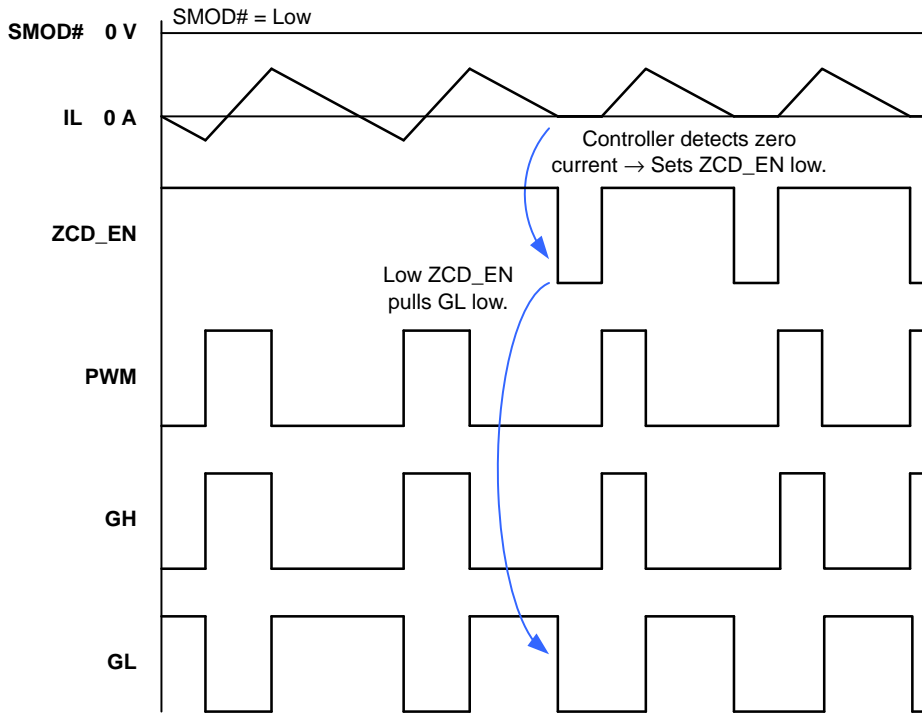 SMOD# = Low
SMOD# 0 V
IL 0 A
Controller detects zero
current → Sets ZCD_EN low.
ZCD_EN
Low ZCD_EN
pulls GL low.
PWM
GH
GL